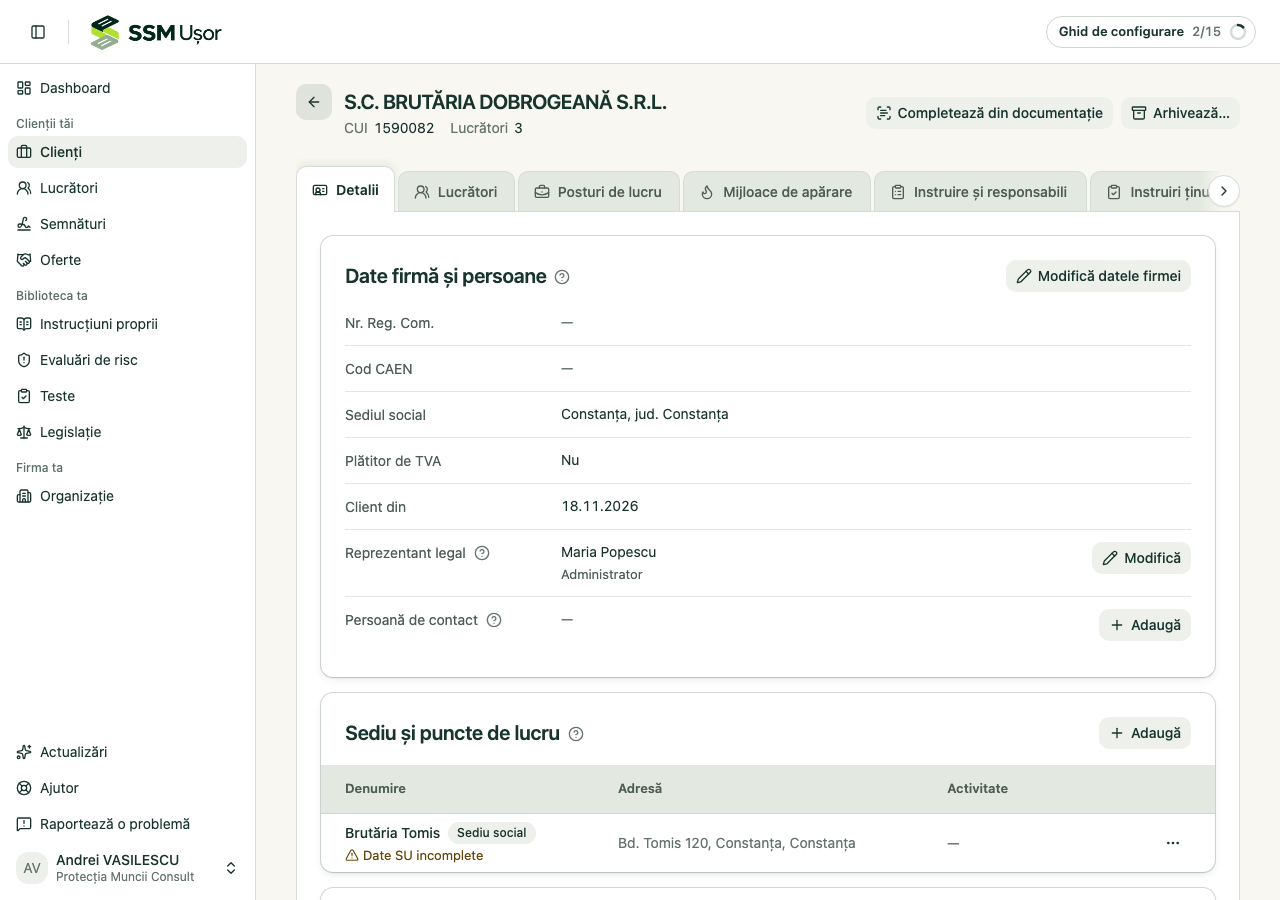 SSM Ușor
Ghid de configurare 2/15
Dashboard
Clienții tăi
Clienți
Lucrători
Semnături
Oferte
Biblioteca ta
Instrucțiuni proprii
Evaluări de risc
Teste
Legislație
Firma ta
Organizație
Actualizări
Ajutor
Raportează o problemă
AV
Andrei VASILESCU
Protecția Muncii Consult
S.C. BRUTĂRIA DOBROGEANĂ S.R.L.
CUI 1590082 Lucrători 3
Completează din documentație
Arhivează...
Detalii
Lucrători
Posturi de lucru
Mijloace de apărare
Instruire și responsabili
Instruiriținu
Date firmă și persoane
Modifică datele firmei
Nr. Reg. Com. —
Cod CAEN —
Sediul social Constanța, jud. Constanța
Plătitor de TVA Nu
Client din 18.11.2026
Reprezentant legal Maria Popescu
Administrator
Modifică
Persoană de contact —
Adaugă
Sediu și puncte de lucru
Adaugă
Denumire Adresă Activitate
Brutăria Tomis Sediu social
Date SU incomplete
Bd. Tomis 120, Constanța, Constanța
—